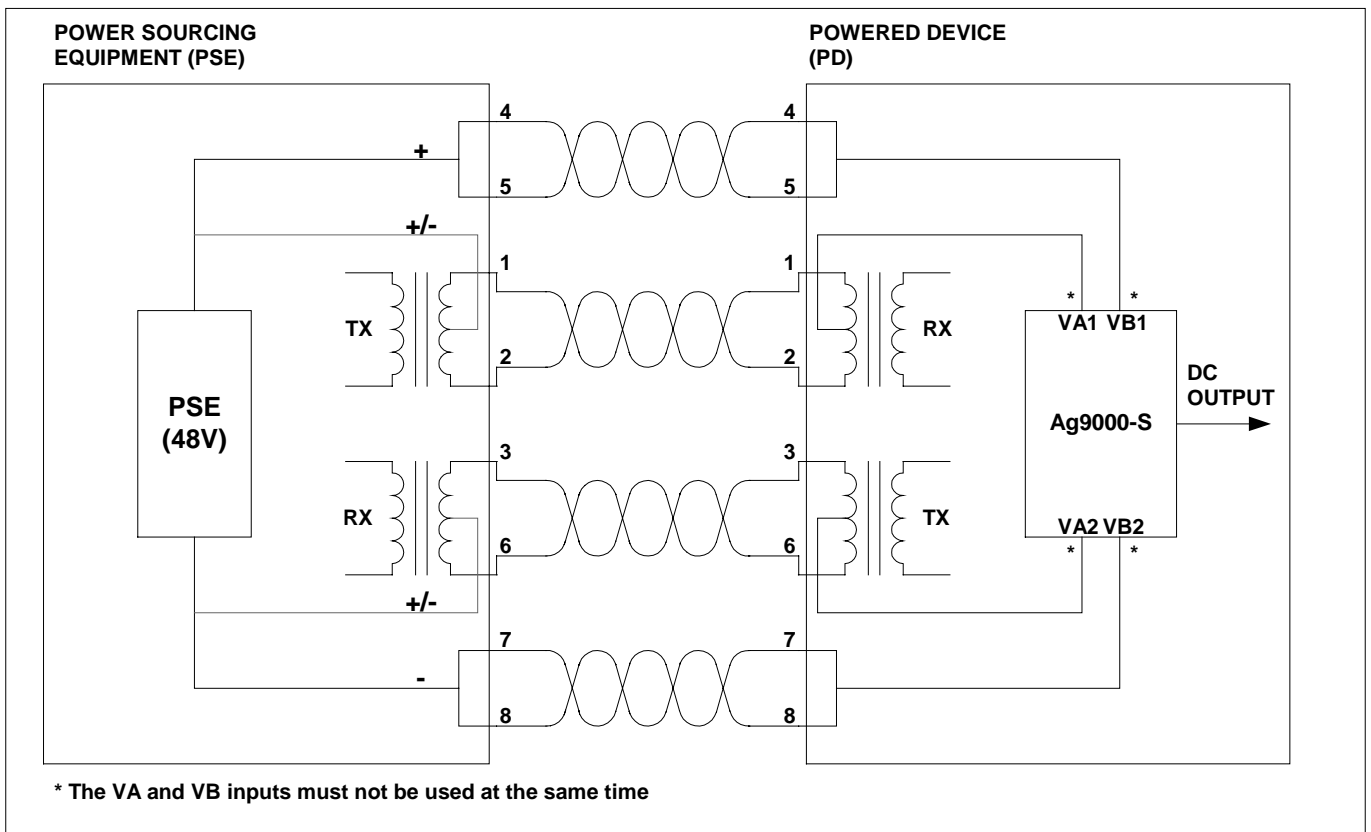 POWER SOURCING
EQUIPMENT (PSE)
POWERED DEVICE
(PD)
4
4
+
5
5
+/-
1
1
* *
VA1 VB1
TX
RX
2
2
DC
OUTPUT
PSE
(48V)
Ag9000-S
3
3
RX
TX
VA2 VB2
* *
6
6
+/-
7
7
-
8
8
* The VA and VB inputs must not be used at the same time